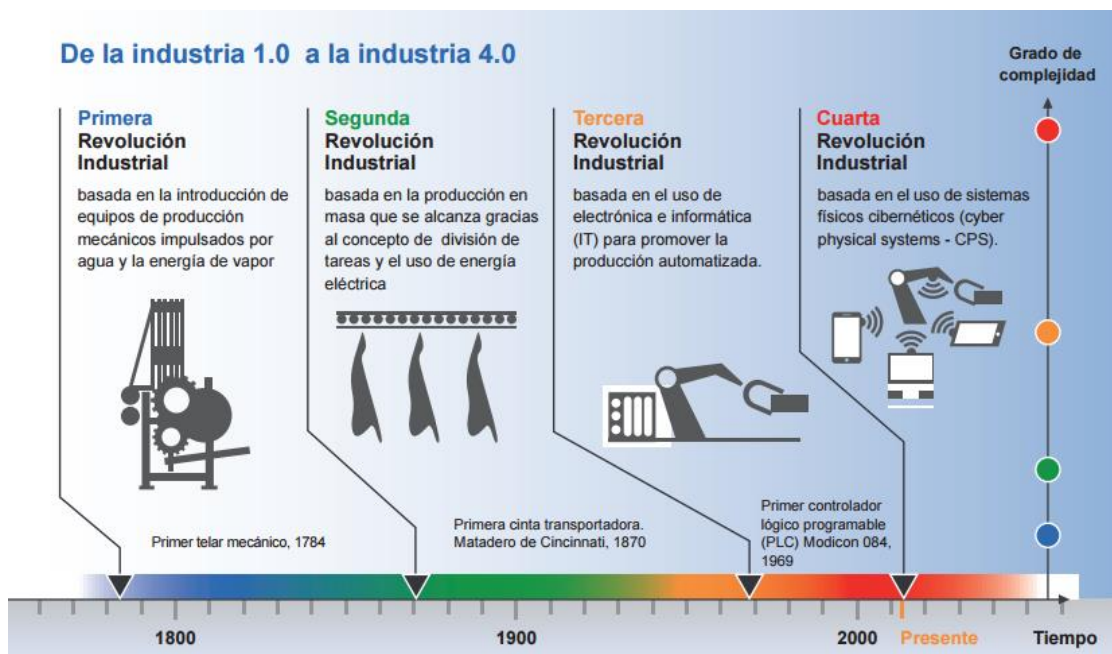 De la industria 1.0 a la industria 4.0
Grado de
complejidad
Primera
Revolución
Industrial
basada en la introducción de
equipos de producción
mecánicos impulsados por
agua y la energía de vapor
Segunda
Revolución
Industrial
basada en la producción en
masa que se alcanza gracias
al concepto de división de
tareas y el uso de energía
eléctrica
Tercera
Revolución
Industrial
basada en el uso de
electrónica e informática
(IT) para promover la
producción automatizada.
Cuarta
Revolución
Industrial
basada en el uso de sistemas
físicos cibernéticos (cyber
physical systems - CPS).
Primer telar mecánico, 1784
Primera cinta transportadora.
Matadero de Cincinnati, 1870
Primer controlador
lógico programable
(PLC) Modicon 084,
1969
1800
1900
2000
Presente
Tiempo